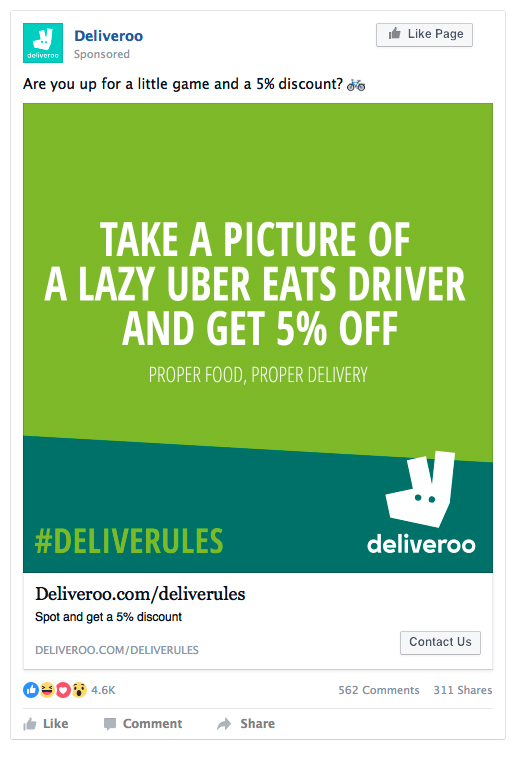 deliveroo
Deliveroo
Sponsored
Like Page
Are you up for a little game and a 5% discount? 🚲
TAKE A PICTURE OF
A LAZY UBER EATS DRIVER
AND GET 5% OFF
PROPER FOOD, PROPER DELIVERY
#DELIVERULES
deliveroo
Deliveroo.com/deliverules
Spot and get a 5% discount
DELIVEROO.COM/DELIVERULES
Contact Us
4.6K
562 Comments 311 Shares
Like Comment Share